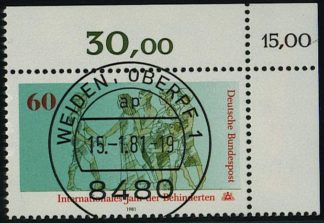 30,00
15,00
60
WEIDEN, OBERPF 1
ap
15.-1.81-19
8480
Deutsche Bundespost
Internationales Jahr der Behinderten
1981